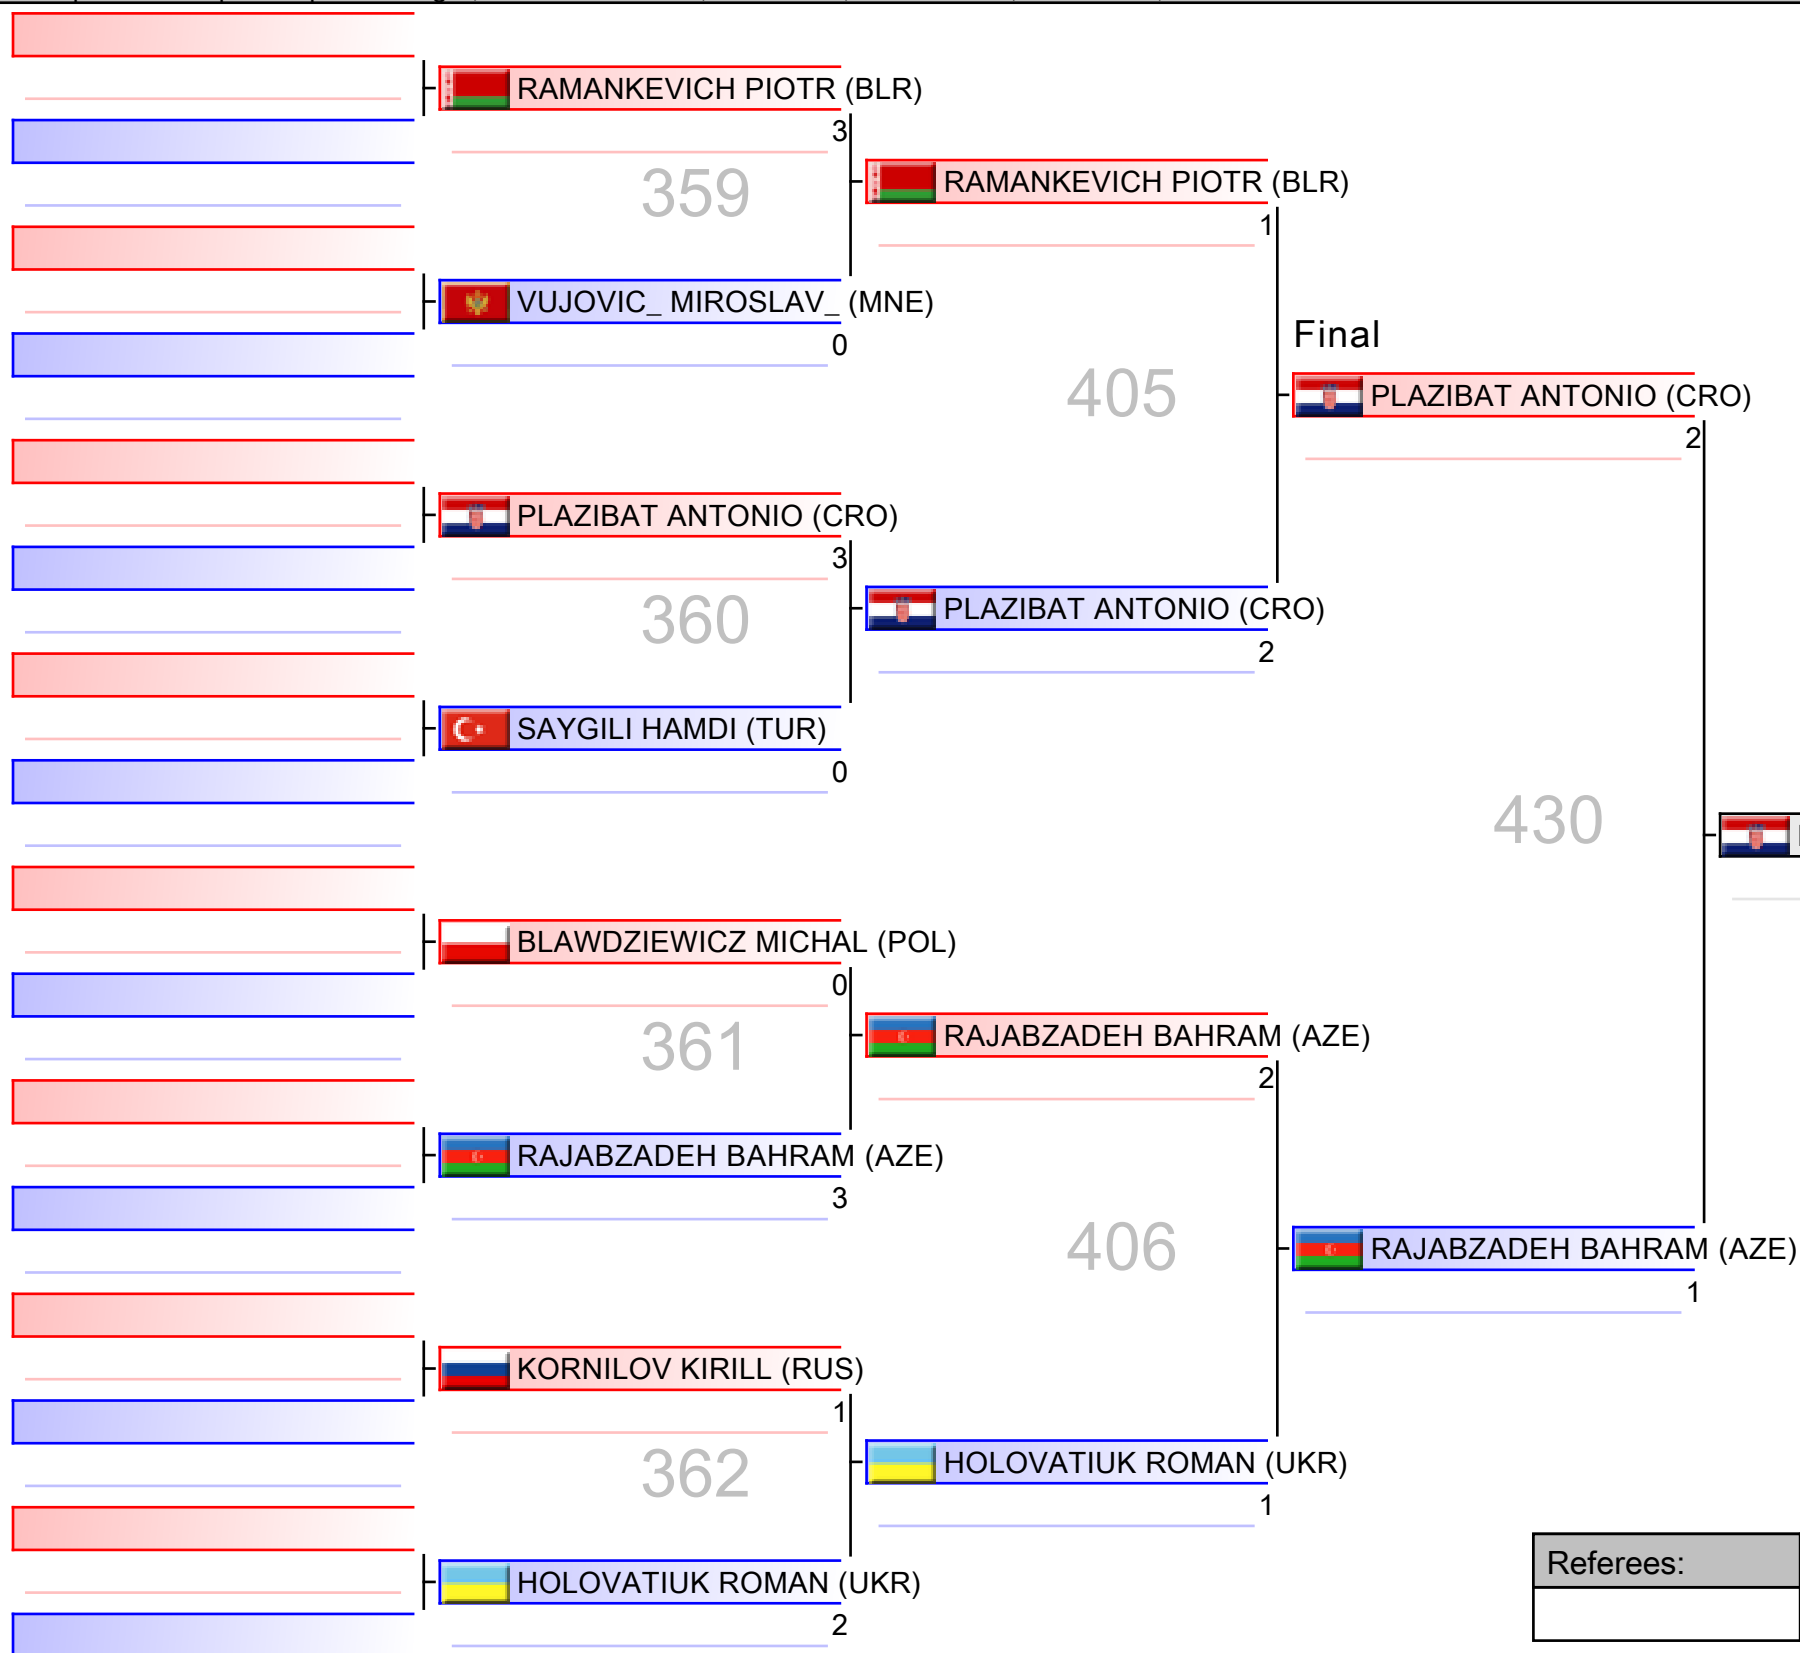 RAMANKEVICH PIOTR (BLR)
3
359
RAMANKEVICH PIOTR (BLR)
1
VUJOVIC_ MIROSLAV_ (MNE)
0
Final
405
PLAZIBAT ANTONIO (CRO)
2
PLAZIBAT ANTONIO (CRO)
3
360
PLAZIBAT ANTONIO (CRO)
2
SAYGILI HAMDI (TUR)
0
430
BLAWDZIEWICZ MICHAL (POL)
0
361
RAJABZADEH BAHRAM (AZE)
2
RAJABZADEH BAHRAM (AZE)
3
406
RAJABZADEH BAHRAM (AZE)
1
KORNILOV KIRILL (RUS)
1
362
HOLOVATIUK ROMAN (UKR)
1
HOLOVATIUK ROMAN (UKR)
2
Referees: